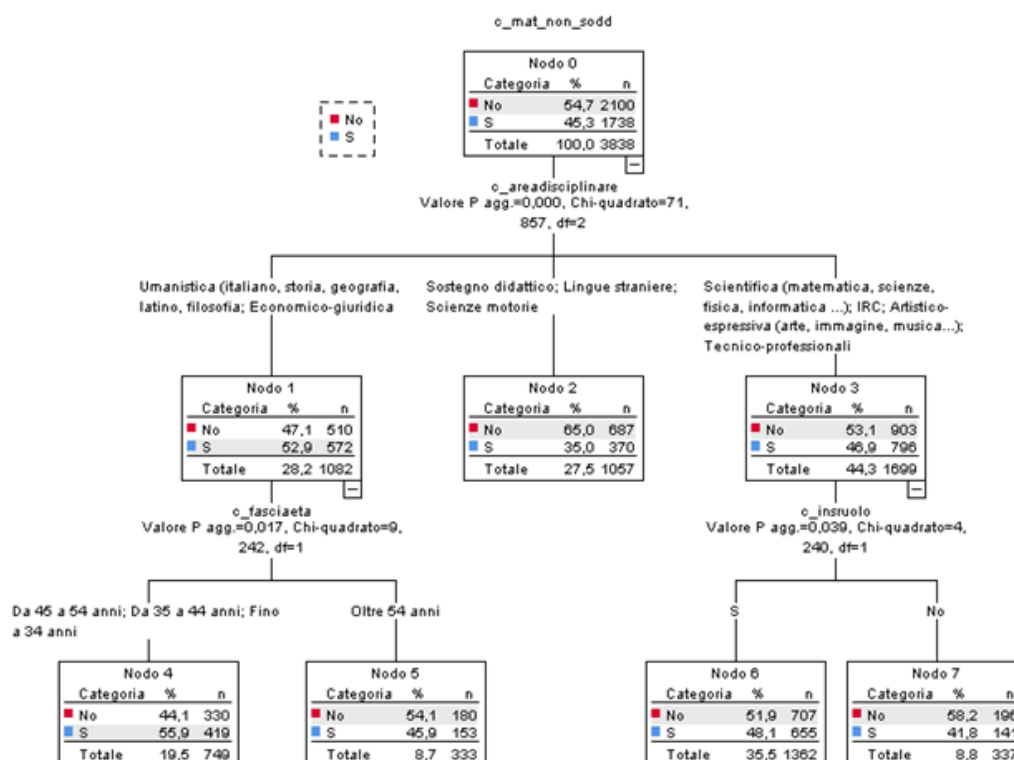 c_mat_non_sodd
Nodo 0
Categoria % n
No 54,7 2100
S 45,3 1738
Totale 100,0 3838
No
S
c_areadisciplinare
Valore P agg.=0,000, Chi-quadrato=71,
857, df=2
Umanistica (italiano, storia, geografia,
latino, filosofia; Economico-giuridica
Sostegno didattico; Lingue straniere;
Scienze motorie
Scientifica (matematica, scienze,
fisica, informatica ...); IRC; Artistico-
espressiva (arte, immagine, musica...);
Tecnico-professionali
Nodo 1
Categoria % n
No 47,1 510
S 52,9 572
Totale 28,2 1082
Nodo 2
Categoria % n
No 65,0 687
S 35,0 370
Totale 27,5 1057
Nodo 3
Categoria % n
No 53,1 903
S 46,9 796
Totale 44,3 1699
c_fasciaeta
Valore P agg.=0,017, Chi-quadrato=9,
242, df=1
c_insruolo
Valore P agg.=0,039, Chi-quadrato=4,
240, df=1
Da 45 a 54 anni; Da 35 a 44 anni; Fino
a 34 anni
Oltre 54 anni
S
No
Nodo 4
Categoria % n
No 44,1 330
S 55,9 419
Totale 19,5 749
Nodo 5
Categoria % n
No 54,1 180
S 45,9 153
Totale 8,7 333
Nodo 6
Categoria % n
No 51,9 707
S 48,1 655
Totale 35,5 1362
Nodo 7
Categoria % n
No 58,2 196
S 41,8 141
Totale 8,8 337